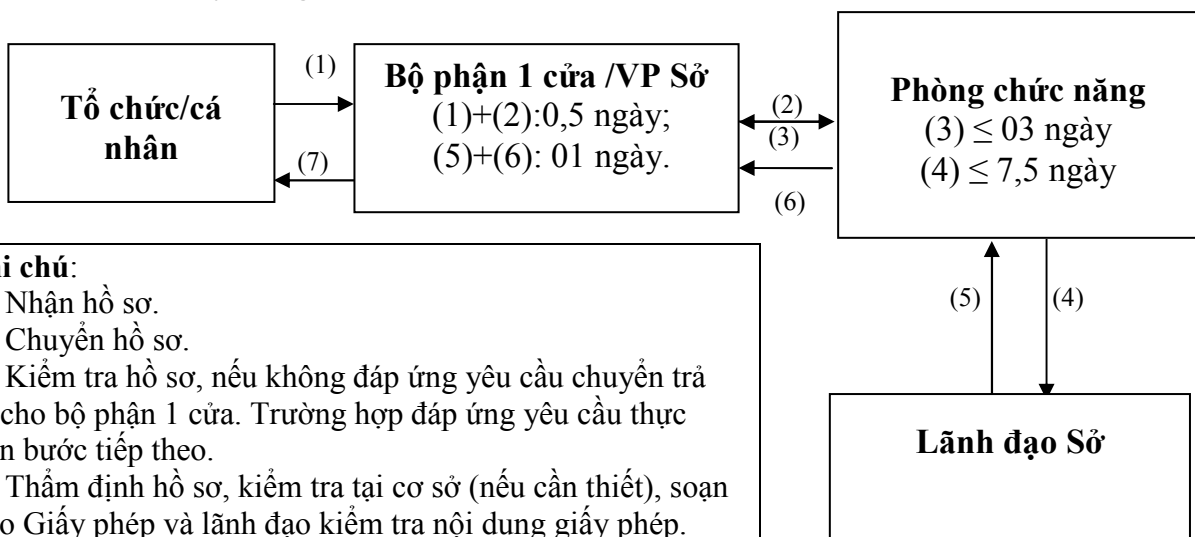 Tổ chức/cá
nhân
(1)
(7)
Bộ phận 1 cửa /VP Sở
(1)+(2):0,5 ngày;
(5)+(6): 01 ngày.
(2)
(3)
(6)
Phòng chức năng
(3) ≤ 03 ngày
(4) ≤ 7,5 ngày
(5)
(4)
Lãnh đạo Sở
chú:
Nhận hồ sơ.
Chuyển hồ sơ.
Kiểm tra hồ sơ, nếu không đáp ứng yêu cầu chuyển trả
cho bộ phận 1 cửa. Trường hợp đáp ứng yêu cầu thực
bước tiếp theo.
Thẩm định hồ sơ, kiểm tra tại cơ sở (nếu cần thiết), soạn
Giấy phép và lãnh đạo kiểm tra nội dung giấy phép.